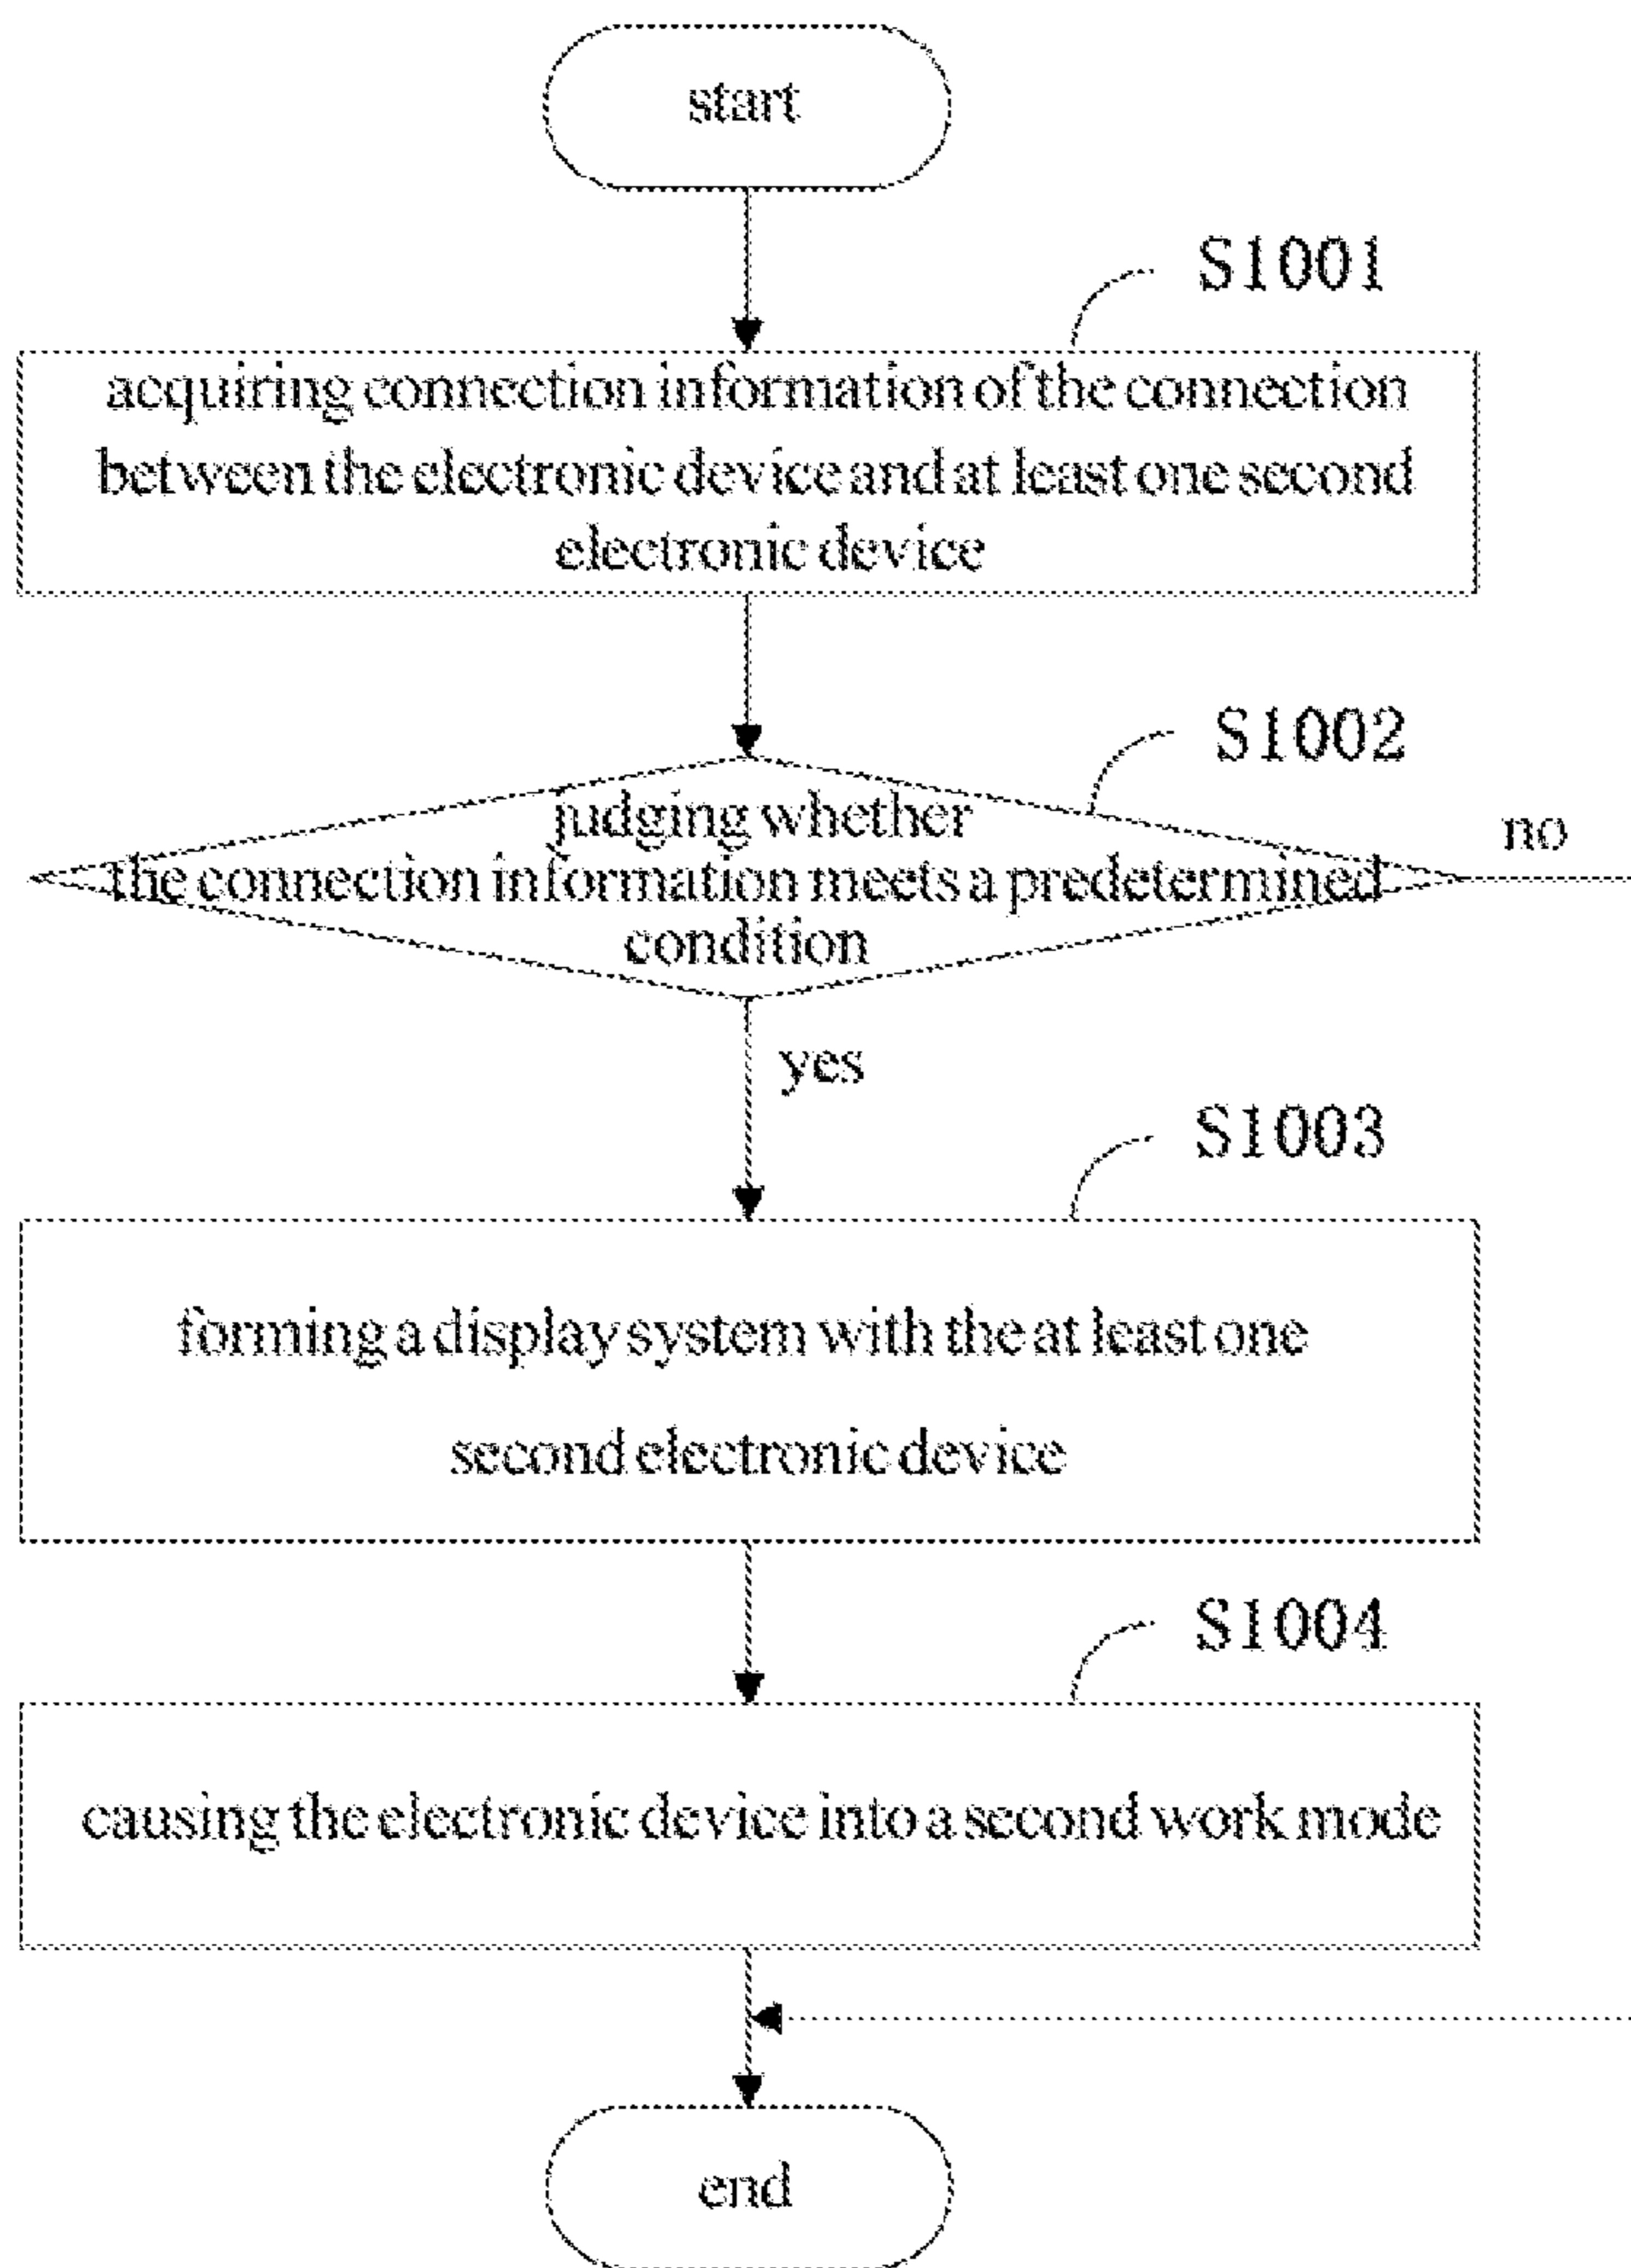 start
S1001
acquiring connection information of the connection
between the electronic device and at least one second
electronic device
S1002
judging whether
the connection information meets a predetermined
condition
no
yes
S1003
forming a display system with the at least one
second electronic device
S1004
causing the electronic device into a second work mode
end